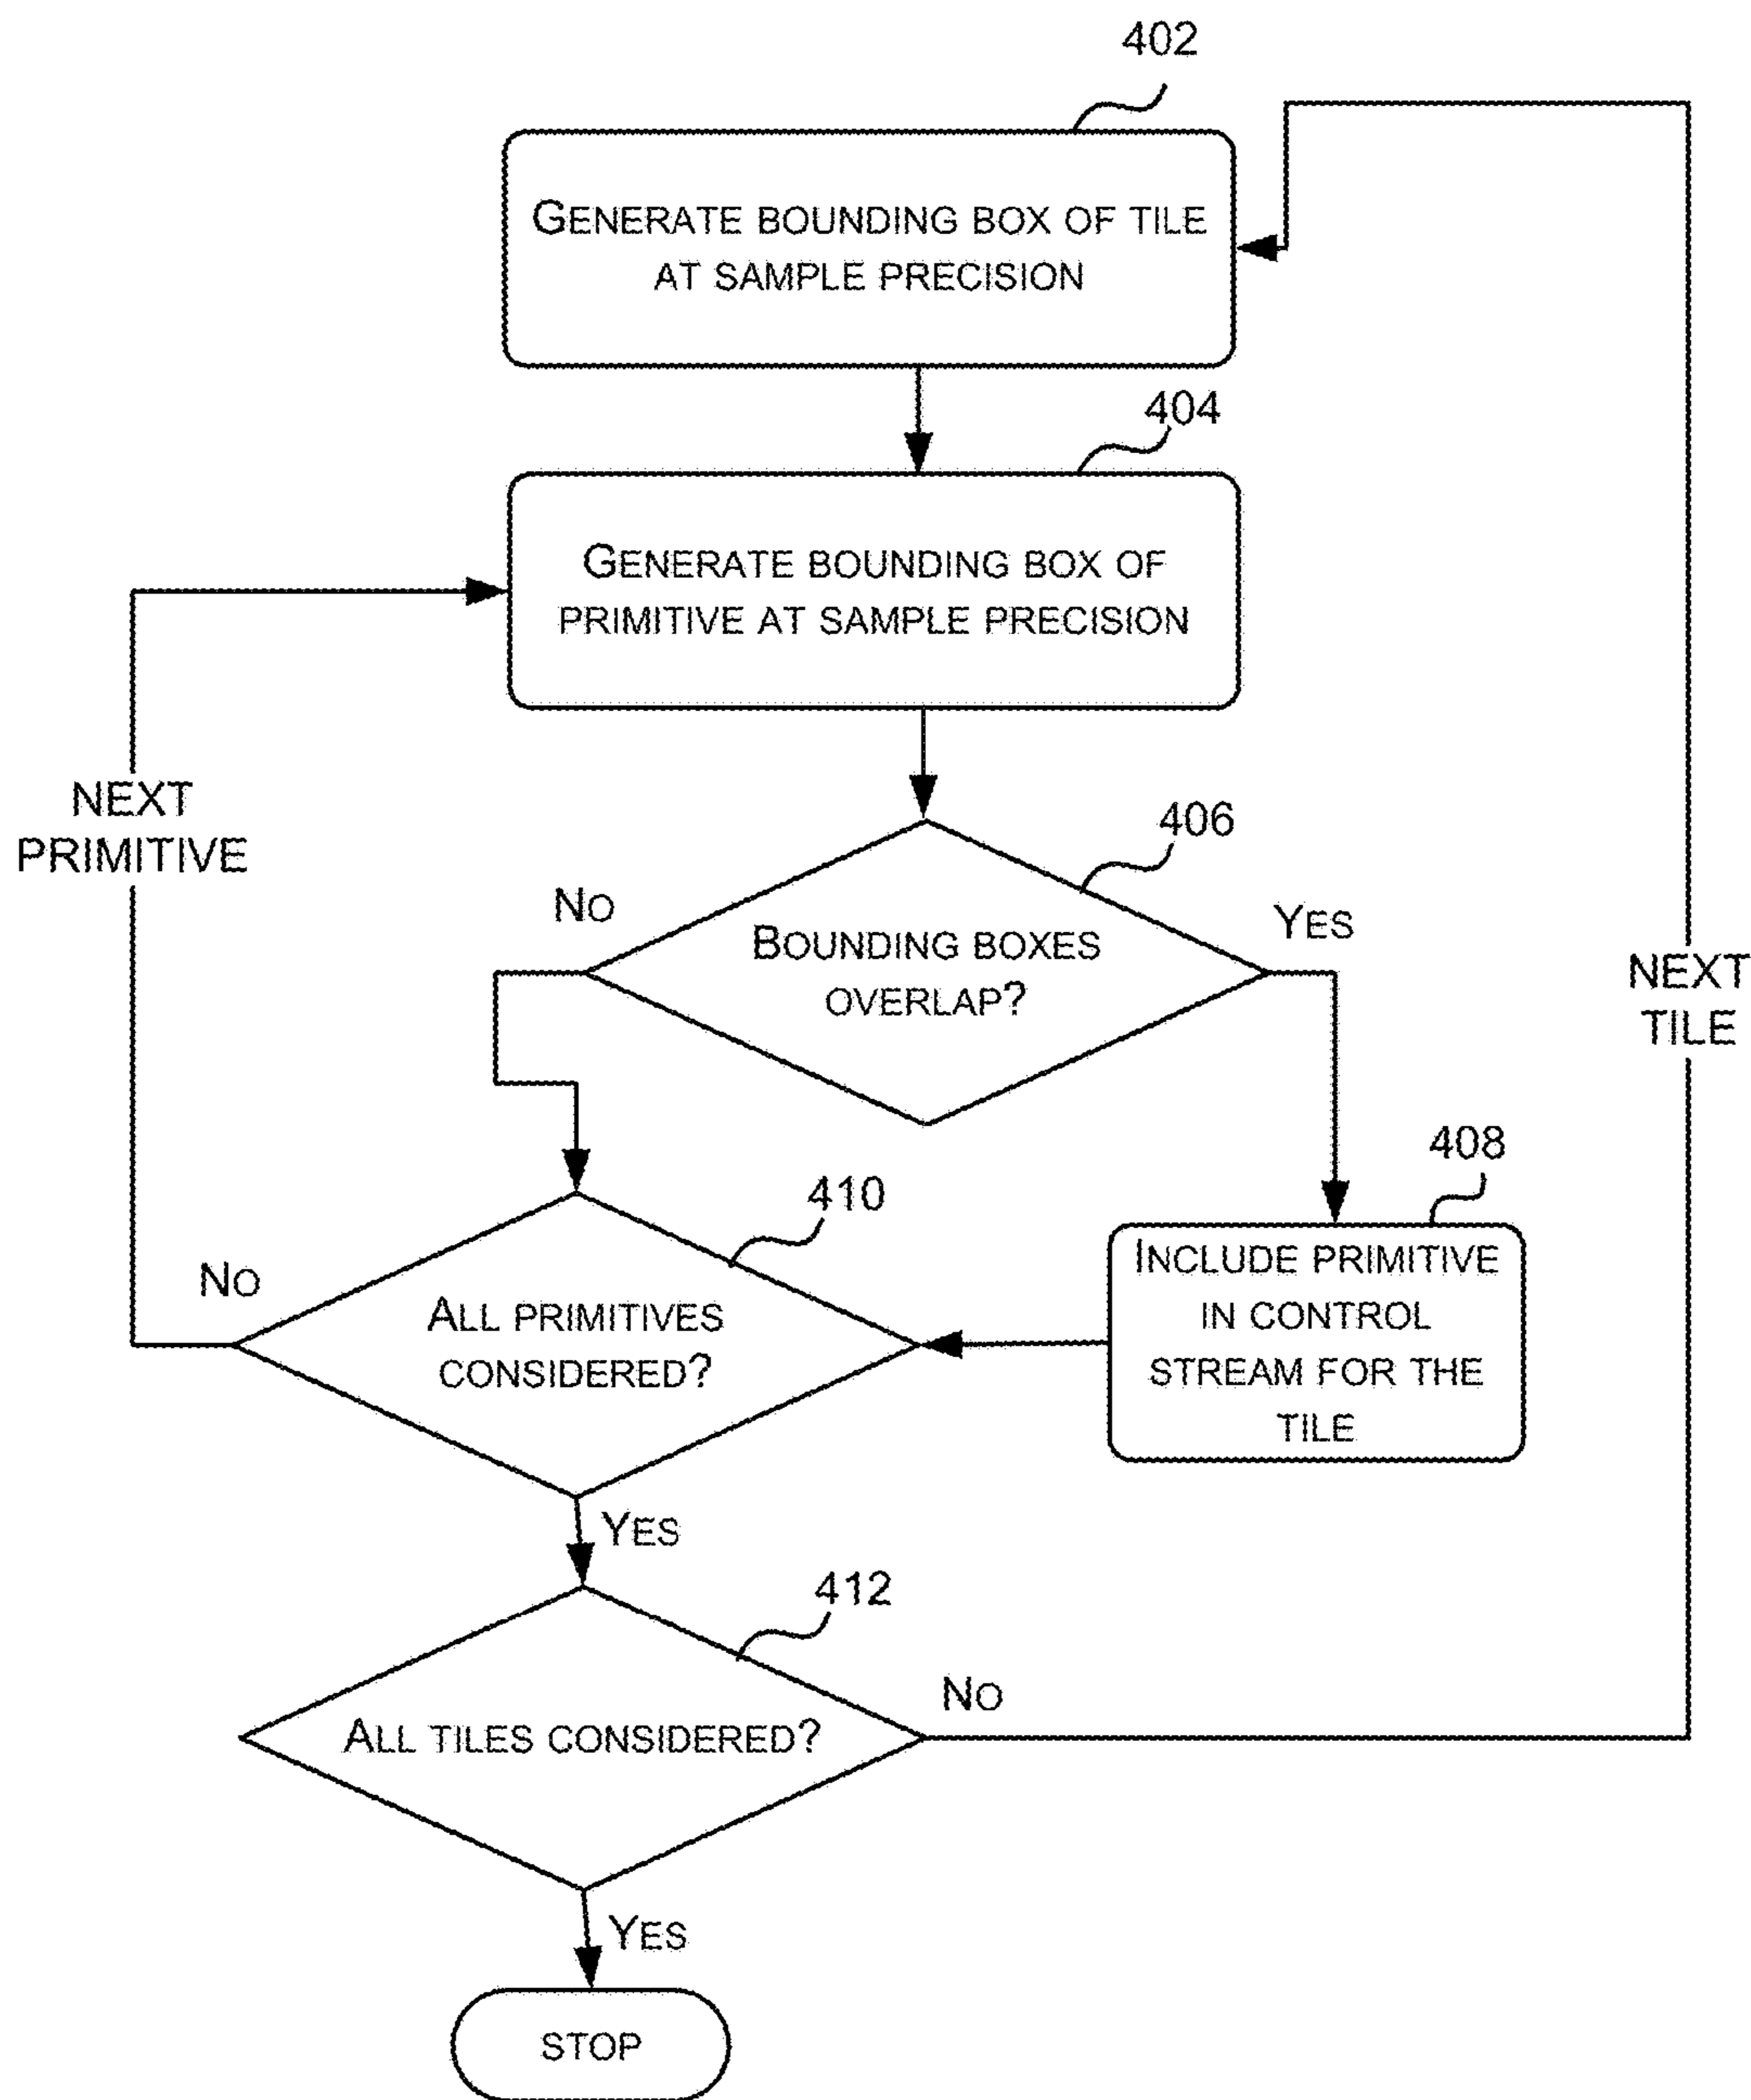 402
GENERATE BOUNDING BOX OF TILE
AT SAMPLE PRECISION
404
GENERATE BOUNDING BOX OF
PRIMITIVE AT SAMPLE PRECISION
NEXT
PRIMITIVE
406
NO
YES
BOUNDING BOXES
OVERLAP?
NEXT
TILE
408
410
INCLUDE PRIMITIVE
IN CONTROL
STREAM FOR THE
TILE
NO
ALL PRIMITIVES
CONSIDERED?
YES
412
NO
ALL TILES CONSIDERED?
YES
STOP